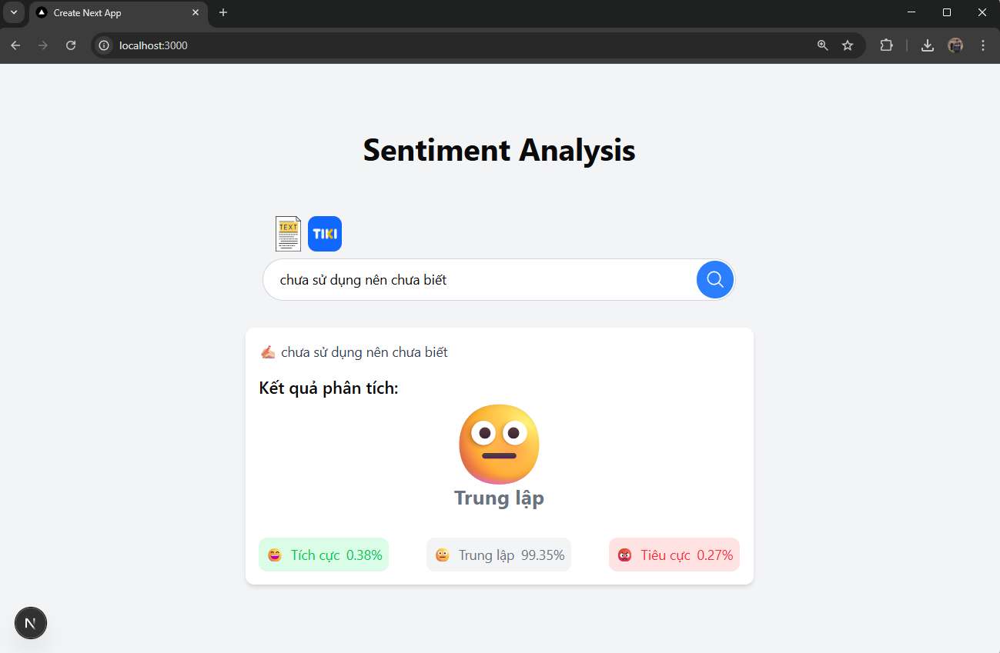 Create Next App
localhost:3000
Sentiment Analysis
TEXT
TIKI
chưa sử dụng nên chưa biết
chưa sử dụng nên chưa biết
Kết quả phân tích:
Trung lập
Tích cực 0.38%
Trung lập 99.35%
Tiêu cực 0.27%
N